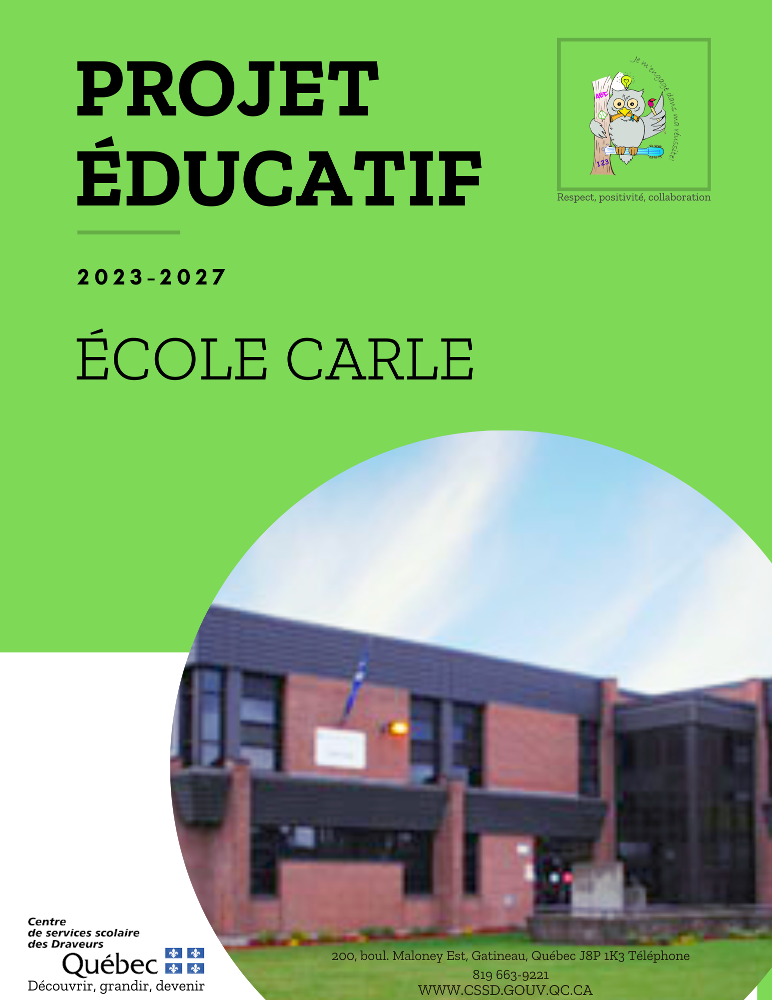 PROJET
ÉDUCATIF
2023-2027
ÉCOLE CARLE
Je m'engage dans ma réussite!
ABC
123
Respect, positivité, collaboration
Centre
de services scolaire
des Draveurs
Québec
Découvrir, grandir, devenir
200, boul. Maloney Est, Gatineau, Québec J8P 1K3 Téléphone
819 663-9221
WWW.CSSD.GOUV.QC.CA